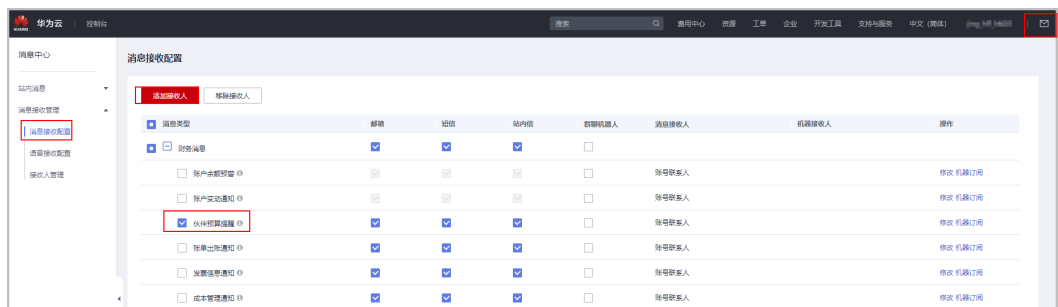 HUAWEI 华为云 控制台 搜索 费用中心 资源 工单 企业 开发工具 支持与服务 中文 (简体)
消息中心
消息接收配置
站内消息
消息接收管理
消息接收配置
语音接收配置
接收人管理
添加接收人 移除接收人
消息类型 邮箱 短信 站内信 群聊机器人 消息接收人 机器接收人 操作
财务消息
账户余额预警 账号联系人 修改 机器订阅
账户变动通知 账号联系人 修改 机器订阅
伙伴预算提醒 账号联系人 修改 机器订阅
账单出账通知 账号联系人 修改 机器订阅
发票信息通知 账号联系人 修改 机器订阅
成本管理通知 账号联系人 修改 机器订阅